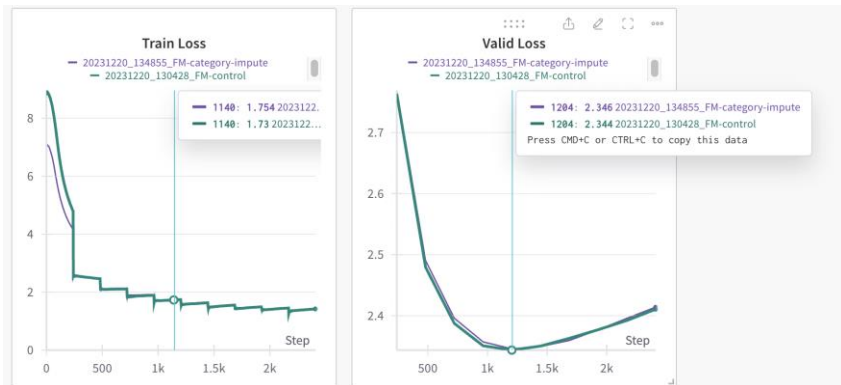 Train Loss
20231220_134855_FM-category-impute
20231220_130428_FM-control
1140: 1.754 2023122...
1140: 1.73 2023122...
8
6
4
2
0
Step
0 500 1k 1.5k 2k
Valid Loss
20231220_134855_FM-category-impute
20231220_130428_FM-control
1204: 2.346 20231220_134855_FM-category-impute
1204: 2.344 20231220_130428_FM-control
Press CMD+C or CTRL+C to copy this data
2.7
2.6
2.5
2.4
Step
500 1k 1.5k 2k